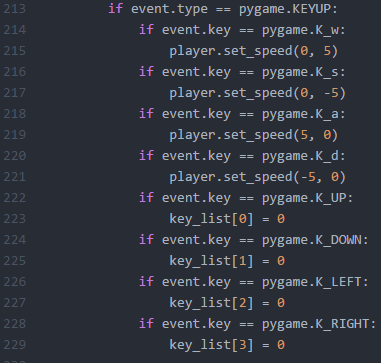 213 if event.type == pygame.KEYUP:
214 if event.key == pygame.K_w:
215 player.set_speed(0, 5)
216 if event.key == pygame.K_s:
217 player.set_speed(0, -5)
218 if event.key == pygame.K_a:
219 player.set_speed(5, 0)
220 if event.key == pygame.K_d:
221 player.set_speed(-5, 0)
222 if event.key == pygame.K_UP:
223 key_list[0] = 0
224 if event.key == pygame.K_DOWN:
225 key_list[1] = 0
226 if event.key == pygame.K_LEFT:
227 key_list[2] = 0
228 if event.key == pygame.K_RIGHT:
229 key_list[3] = 0